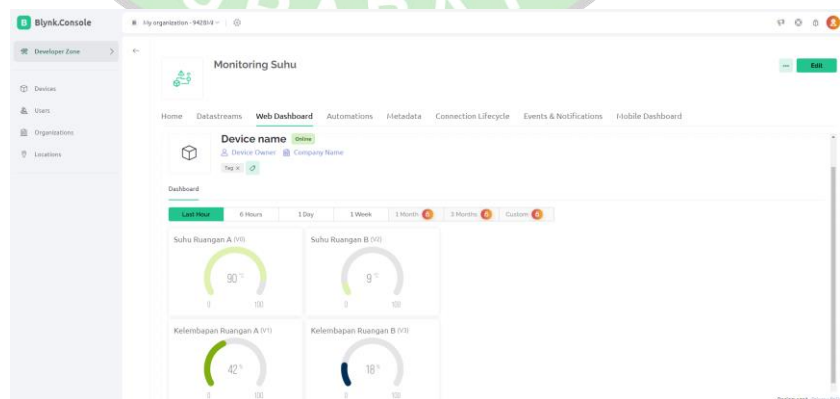 Blynk.Console
My organization - 9428HJ
Developer Zone
Devices
Users
Organizations
Locations
Monitoring Suhu
Edit
Home Datastreams Web Dashboard Automations Metadata Connection Lifecycle Events & Notifications Mobile Dashboard
Device name Online
Device Owner Company Name
Tag x
Dashboard
Last Hour 6 Hours 1 Day 1 Week 1 Month 3 Months Custom
Suhu Ruangan A (V0) Suhu Ruangan B (V2)
90 °C 9 °C
0 100 0 100
Kelembapan Ruangan A (V1) Kelembapan Ruangan B (V3)
42 % 18 %
0 100 0 100